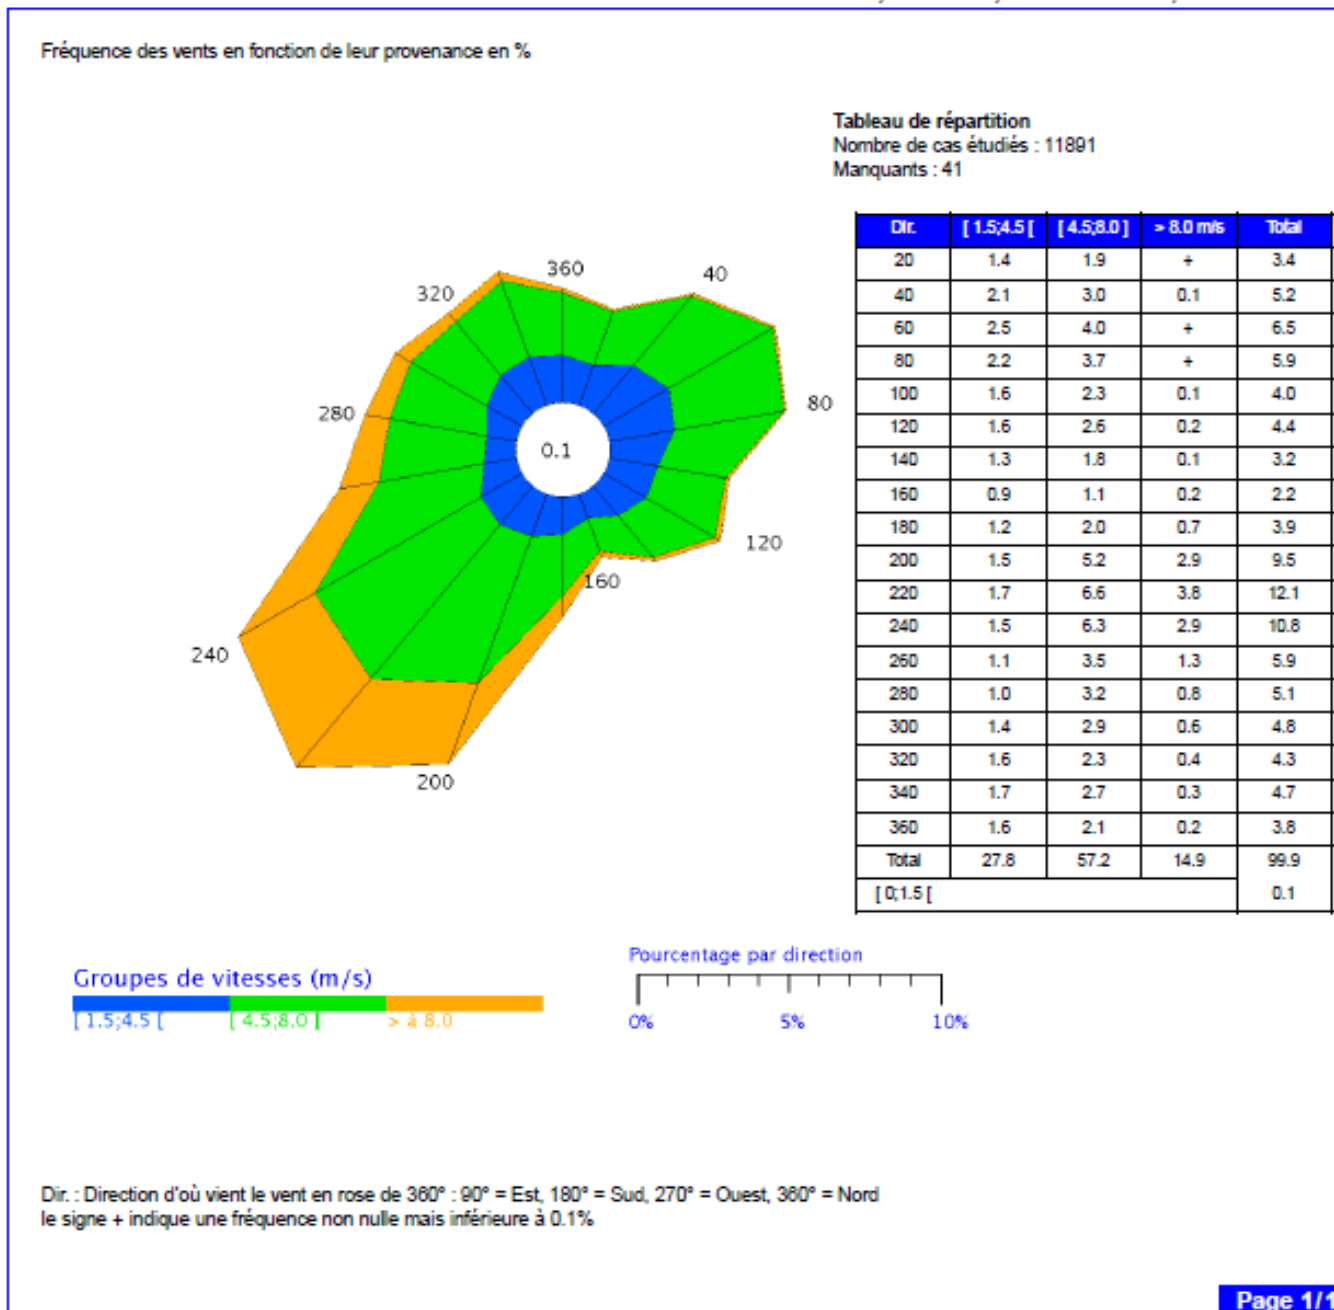 Fréquence des vents en fonction de leur provenance en %
Tableau de répartition
Nombre de cas étudiés : 11891
Manquants : 41
Dir. [ 1.5;4.5 [ [ 4.5;8.0 ] > 8.0 m/s Total
20 1.4 1.9 + 3.4
40 2.1 3.0 0.1 5.2
60 2.5 4.0 + 6.5
80 2.2 3.7 + 5.9
100 1.6 2.3 0.1 4.0
120 1.6 2.6 0.2 4.4
140 1.3 1.8 0.1 3.2
160 0.9 1.1 0.2 2.2
180 1.2 2.0 0.7 3.9
200 1.5 5.2 2.9 9.5
220 1.7 6.6 3.8 12.1
240 1.5 6.3 2.9 10.8
260 1.1 3.5 1.3 5.9
280 1.0 3.2 0.8 5.1
300 1.4 2.9 0.6 4.8
320 1.6 2.3 0.4 4.3
340 1.7 2.7 0.3 4.7
360 1.6 2.1 0.2 3.8
Total 27.8 57.2 14.9 99.9
[ 0;1.5 [ 0.1
360
40
320
80
280
0.1
120
160
240
200
Groupes de vitesses (m/s)
[ 1.5;4.5 [ [ 4.5;8.0 ] > à 8.0
Pourcentage par direction
0% 5% 10%
Dir. : Direction d'où vient le vent en rose de 360° : 90° = Est, 180° = Sud, 270° = Ouest, 360° = Nord
le signe + indique une fréquence non nulle mais inférieure à 0.1%
Page 1/1